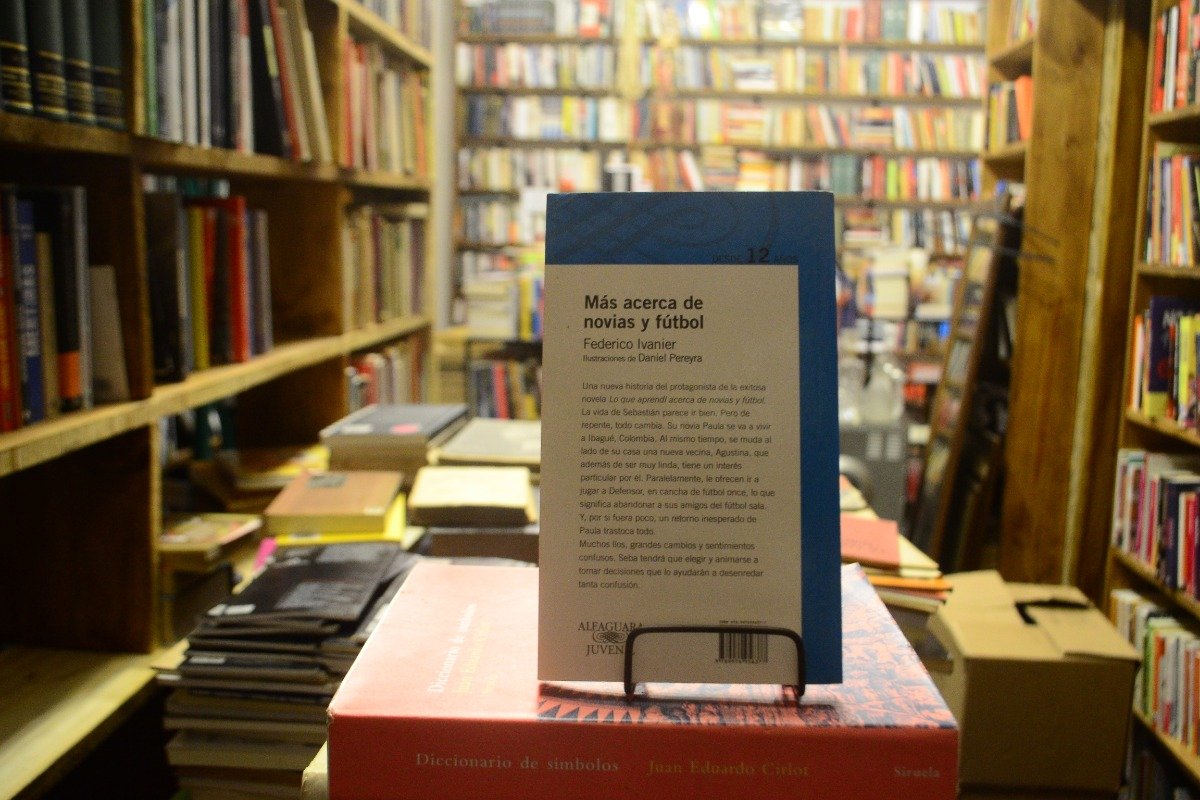 DESDE 12 AÑOS
Más acerca de
novias y fútbol
Federico Ivanier
Ilustraciones de Daniel Pereyra
Una nueva historia del protagonista de la exitosa
novela Lo que aprendí acerca de novias y fútbol.
La vida de Sebastián parece ir bien. Pero de
repente, todo cambia. Su novia Paula se va a vivir
a Ibagué, Colombia. Al mismo tiempo, se muda al
lado de su casa una nueva vecina, Agustina, que
además de ser muy linda, tiene un interés
particular por él. Paralelamente, le ofrecen ir a
jugar a Defensor, en cancha de fútbol once, lo que
significa abandonar a sus amigos del fútbol sala.
Y, por si fuera poco, un retorno inesperado de
Paula trastoca todo.
Muchos líos, grandes cambios y sentimientos
confusos. Seba tendrá que elegir y animarse a
tomar decisiones que lo ayudarán a desenredar
tanta confusión.
ALFAGUARA
Diccionario de símbolos
Diccionario de símbolos Juan Eduardo Cirlot Siruela